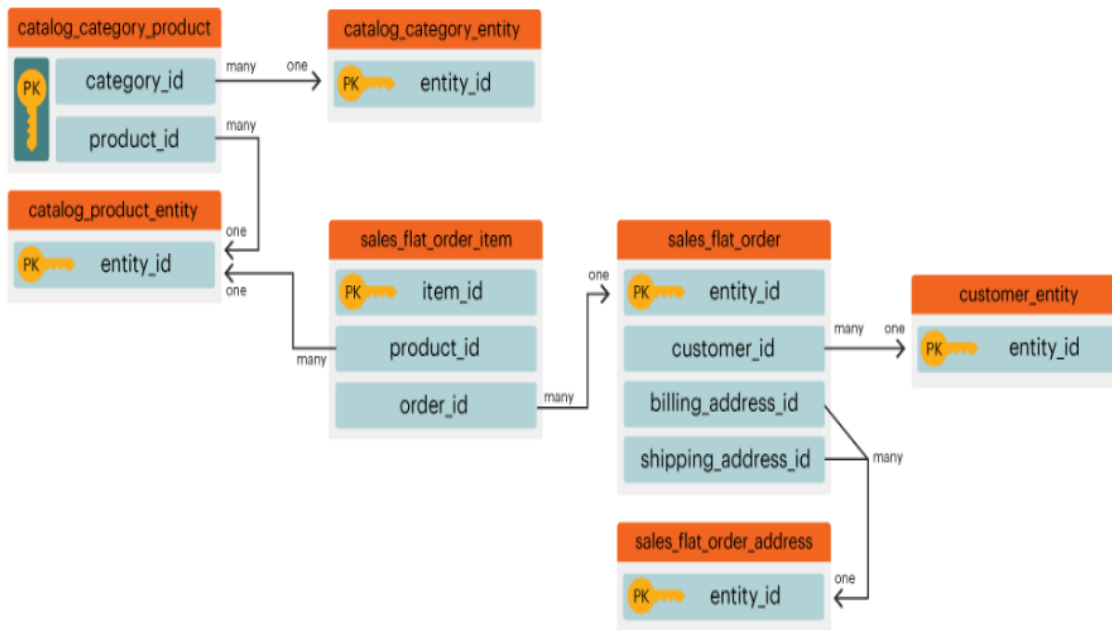 catalog_category_product
PK
category_id
product_id
many
one
many
catalog_category_entity
PK
entity_id
catalog_product_entity
PK
entity_id
one
one
many
sales_flat_order_item
PK
item_id
product_id
order_id
many
one
sales_flat_order
PK
entity_id
customer_id
billing_address_id
shipping_address_id
many
one
many
customer_entity
PK
entity_id
sales_flat_order_address
PK
entity_id
one